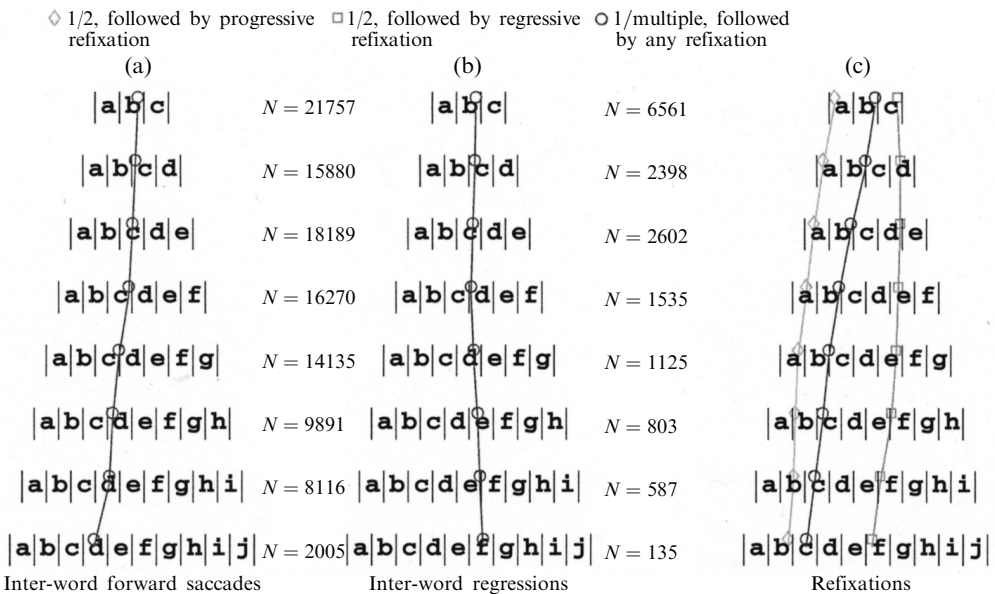 1/2, followed by progressive refixation
1/2, followed by regressive refixation
1/multiple, followed by any refixation
(a) (b) (c)
|a|b|c| N = 21757 |a|b|c| N = 6561 |a|b|c|
|a|b|c|d| N = 15880 |a|b|c|d| N = 2398 |a|b|c|d|
|a|b|c|d|e| N = 18189 |a|b|c|d|e| N = 2602 |a|b|c|d|e|
|a|b|c|d|e|f| N = 16270 |a|b|c|d|e|f| N = 1535 |a|b|c|d|e|f|
|a|b|c|d|e|f|g| N = 14135 |a|b|c|d|e|f|g| N = 1125 |a|b|c|d|e|f|g|
|a|b|c|d|e|f|g|h| N = 9891 |a|b|c|d|e|f|g|h| N = 803 |a|b|c|d|e|f|g|h|
|a|b|c|d|e|f|g|h|i| N = 8116 |a|b|c|d|e|f|g|h|i| N = 587 |a|b|c|d|e|f|g|h|i|
|a|b|c|d|e|f|g|h|i|j| N = 2005 |a|b|c|d|e|f|g|h|i|j| N = 135 |a|b|c|d|e|f|g|h|i|j|
Inter-word forward saccades Inter-word regressions Refixations